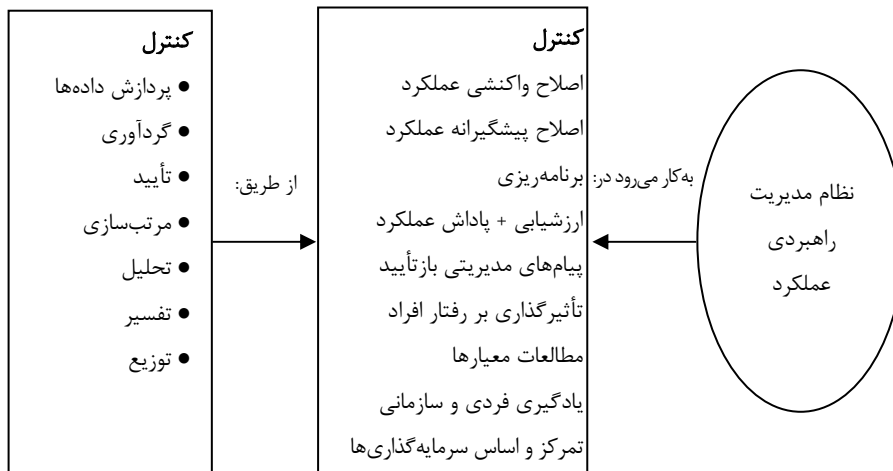 نظام مدیریت
راهبردی
عملکرد
به‌کار می‌رود در:
کنترل
اصلاح واکنشی عملکرد
اصلاح پیشگیرانه عملکرد
برنامه‌ریزی
ارزشیابی + پاداش عملکرد
پیام‌های مدیریتی بازتأیید
تأثیرگذاری بر رفتار افراد
مطالعات معیارها
یادگیری فردی و سازمانی
تمرکز و اساس سرمایه‌گذاری‌ها
از طریق:
کنترل
● پردازش داده‌ها
● گردآوری
● تأیید
● مرتب‌سازی
● تحلیل
● تفسیر
● توزیع